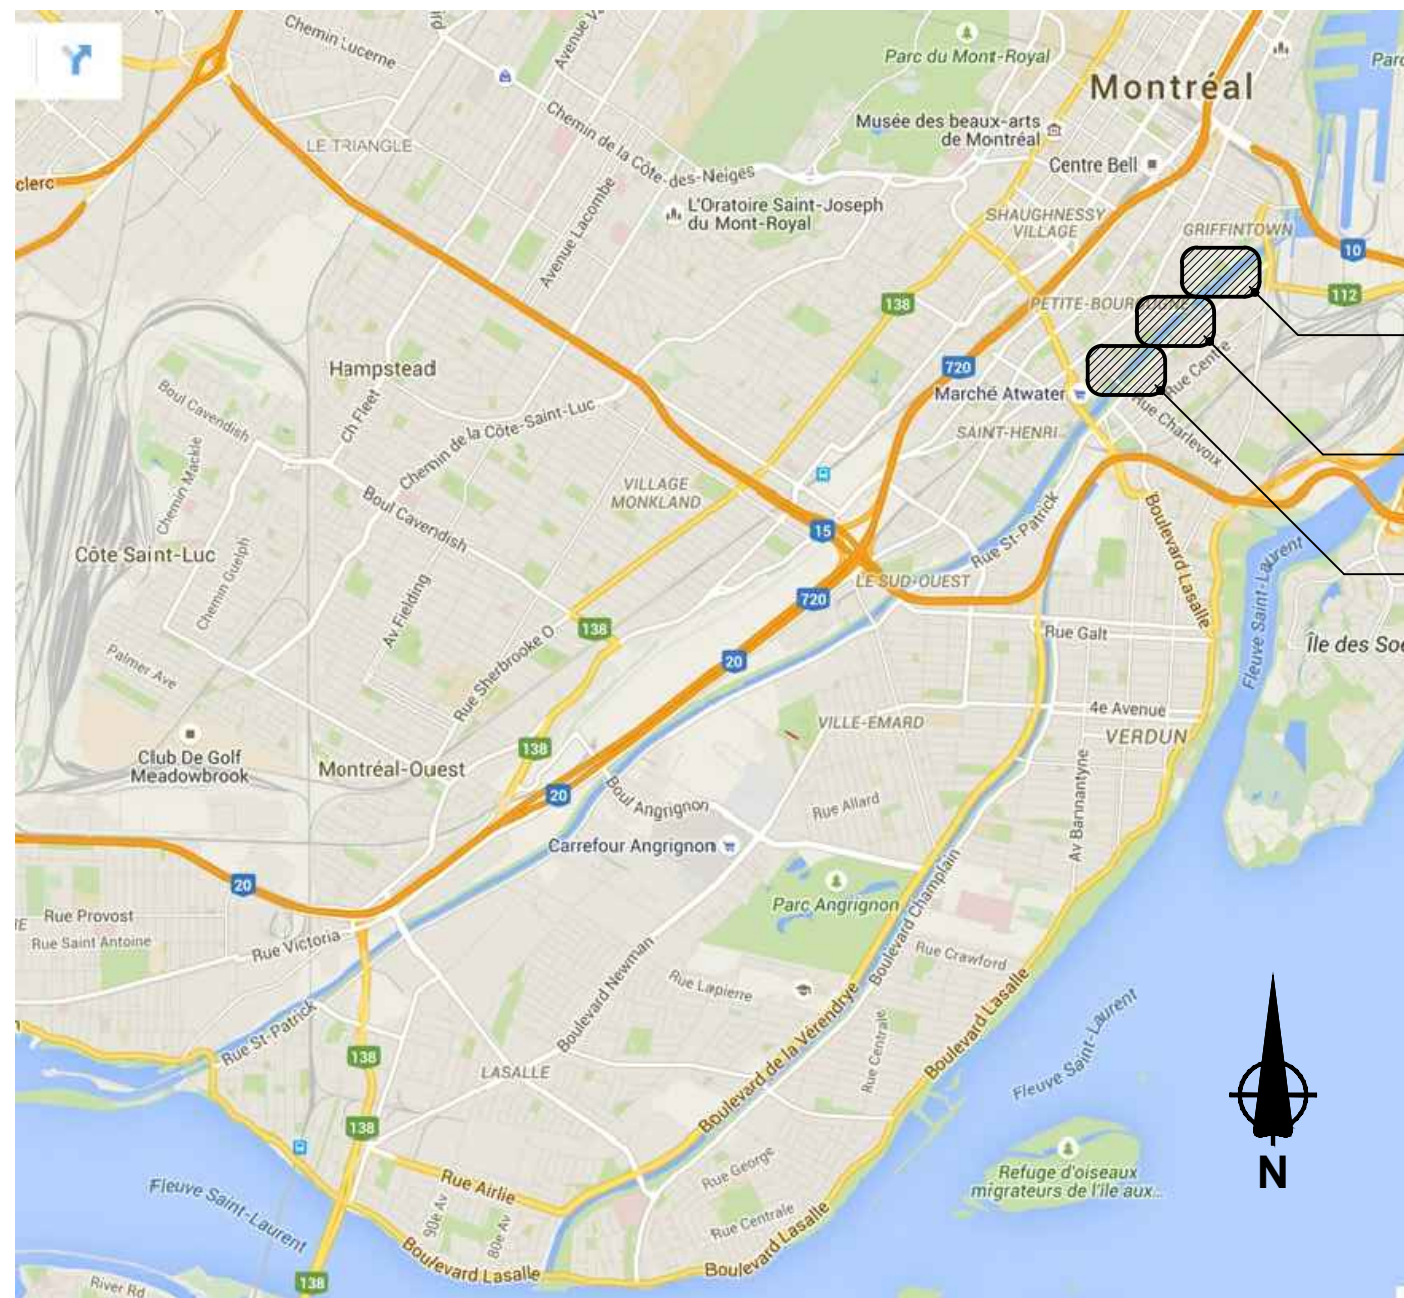 Chemin Lucerne
Parc du Mont-Royal
Montréal
Musée des beaux-arts
de Montréal
Centre Bell
LE TRIANGLE
Chemin de la Côte-des-Neiges
clerc
Avenue Lacombe
L'Oratoire Saint-Joseph
du Mont-Royal
SHAUGHNESSY
VILLAGE
GRIFFINTOWN
10
112
138
PETITE-BOURGOGNE
720
Hampstead
Marché Atwater
Rue Centre
Rue Charlevoix
Boul Cavendish
Ch Fleet
Chemin de la Côte-Saint-Luc
SAINT-HENRI
Chemin Mackle
VILLAGE
MONKLAND
Boul Cavendish
15
Rue St-Patrick
Boulevard Lasalle
Fleuve Saint-Laurent
Côte Saint-Luc
Chemin Guelph
Av Fielding
LE SUD-OUEST
720
138
Rue Galt
Île des Soe
20
Palmer Ave
Rue Sherbrooke O
4e Avenue
VILLE-EMARD
VERDUN
138
Club De Golf
Meadowbrook
Montréal-Ouest
20
Boul Angrignon
Rue Allard
Av Bannantyne
Carrefour Angrignon
20
Parc Angrignon
Boulevard Champlain
Rue Provost
Rue Saint Antoine
Rue Victoria
Boulevard Newman
Rue Crawford
Rue Lapierre
Boulevard Lasalle
Rue St-Patrick
138
LASALLE
Boulevard de la Vérendrye
Rue Centrale
Fleuve Saint-Laurent
138
Rue Airlie
Rue George
Refuge d'oiseaux
migrateurs de l'île aux...
N
Fleuve Saint-Laurent
90e Av
80e Av
Rue Centrale
Boulevard Lasalle
Boulevard Lasalle
138
River Rd